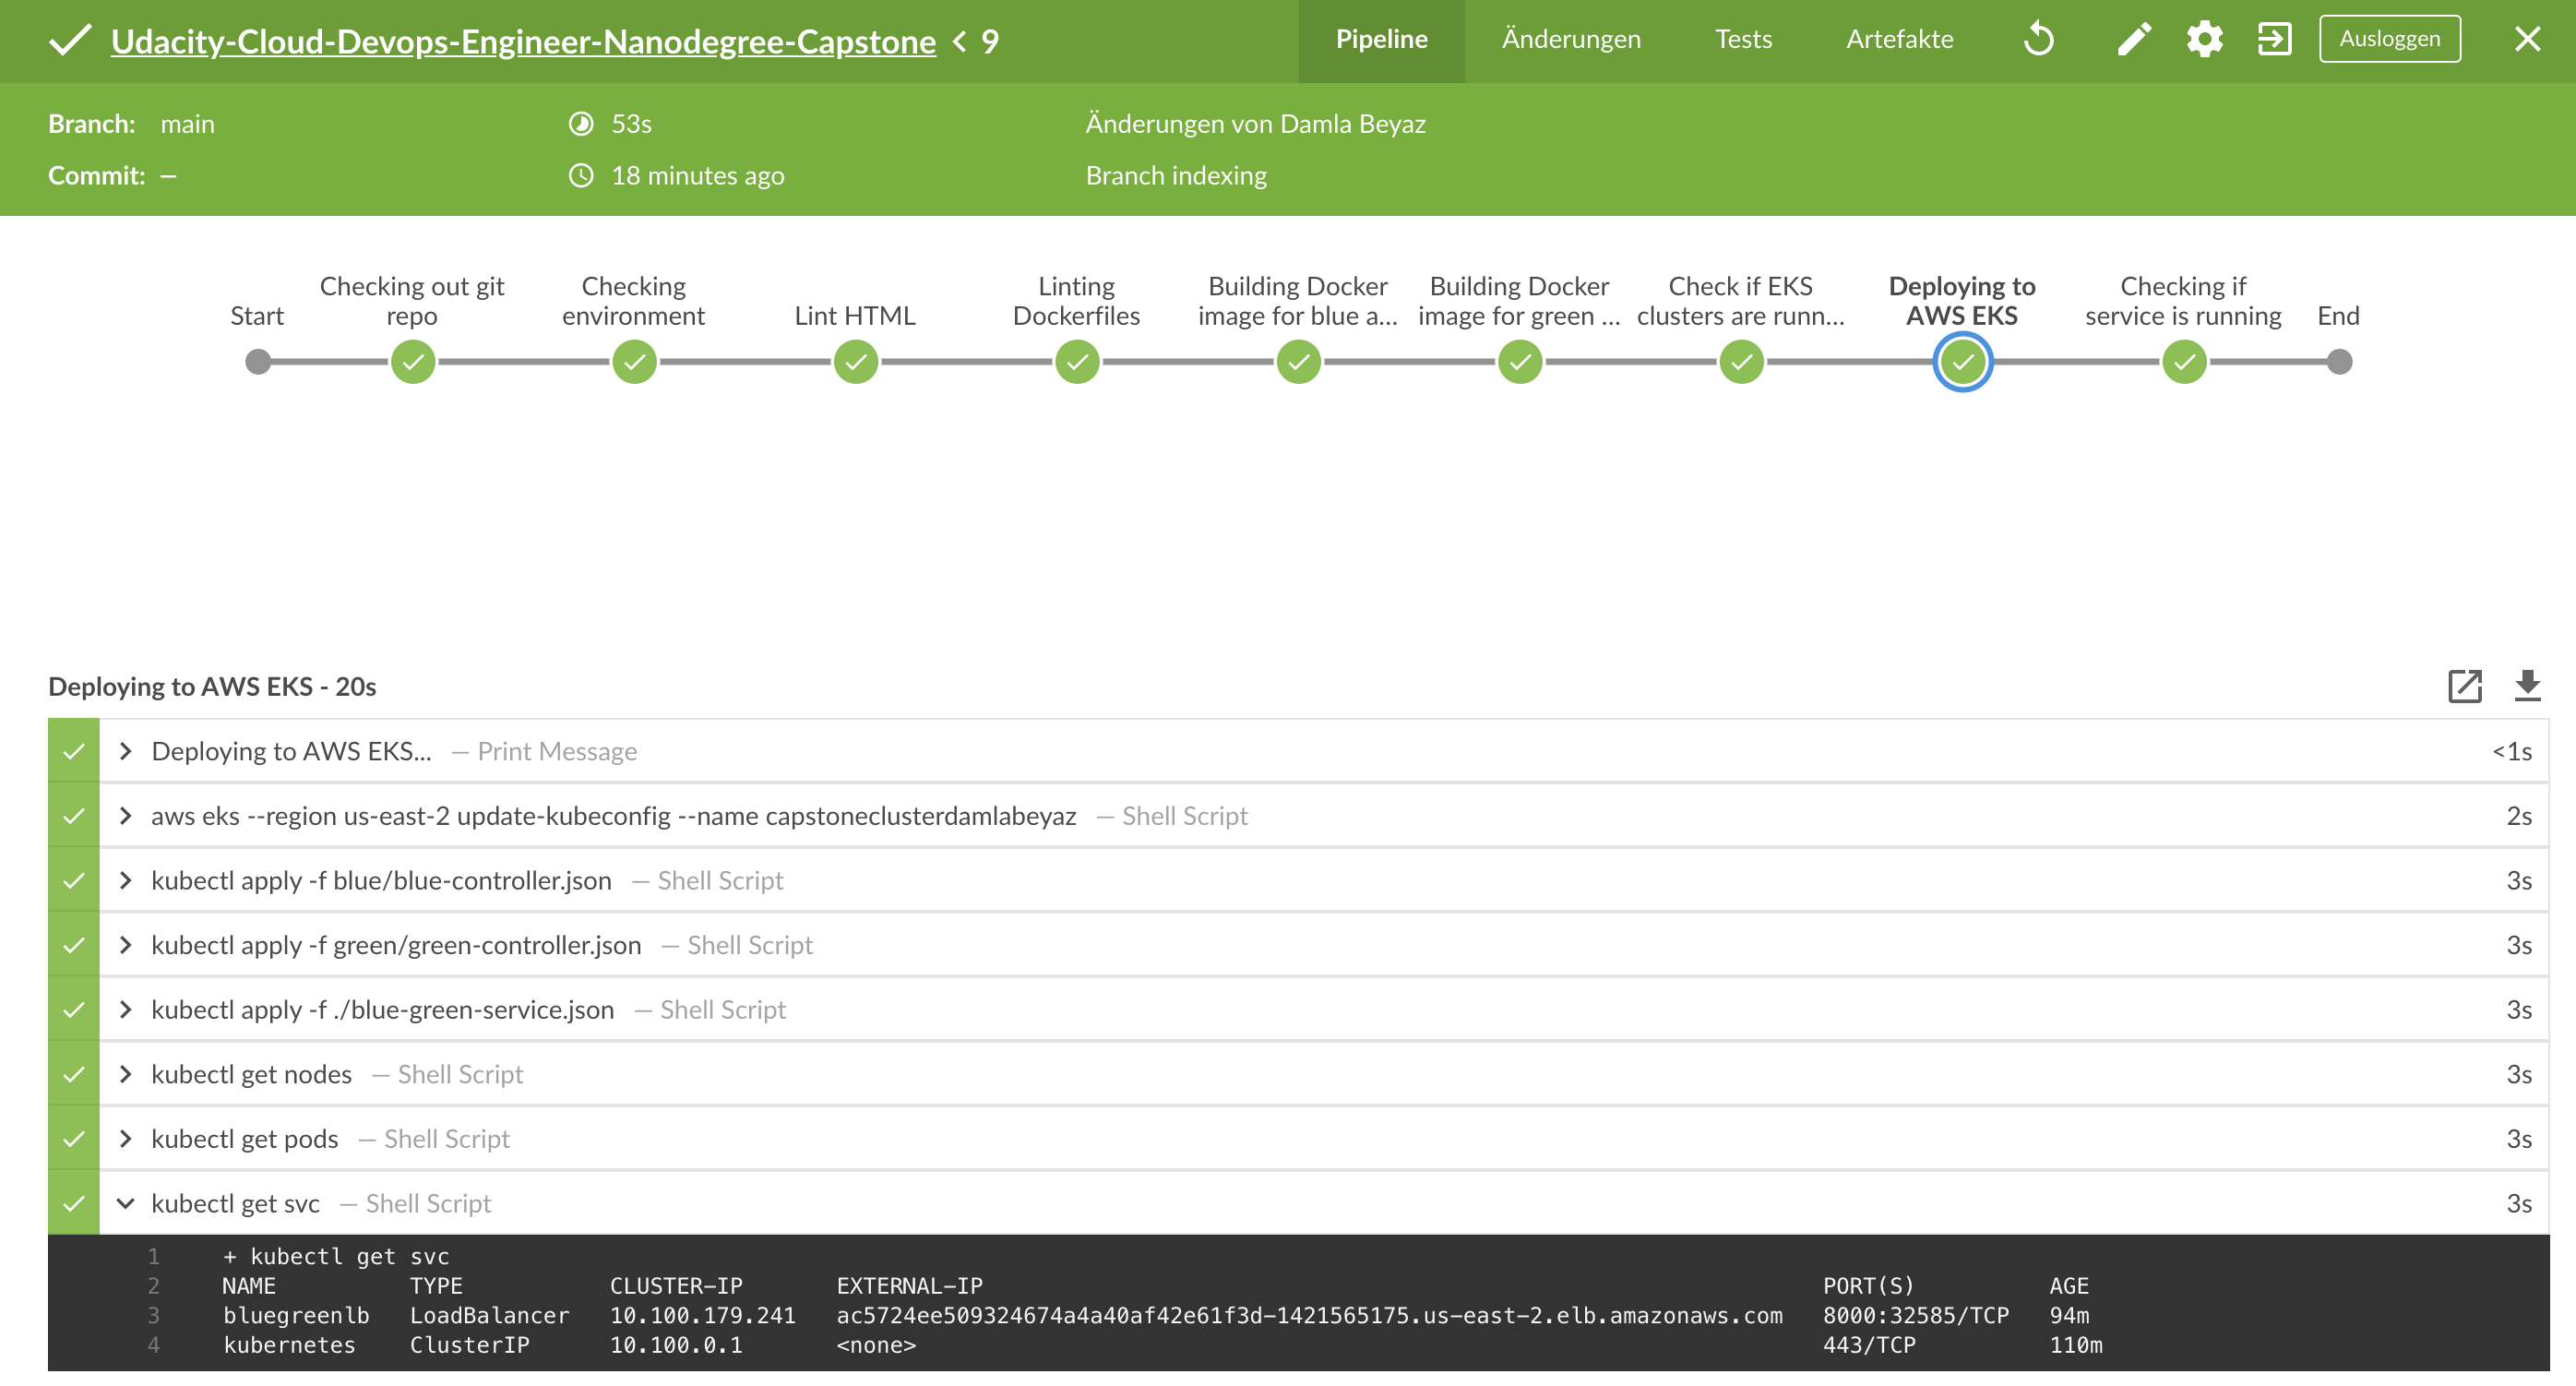 Udacity-Cloud-Devops-Engineer-Nanodegree-Capstone < 9
Pipeline Änderungen Tests Artefakte Ausloggen
Branch: main 53s Änderungen von Damla Beyaz
Commit: — 18 minutes ago Branch indexing
Start
Checking out git
repo
Checking
environment
Lint HTML
Linting
Dockerfiles
Building Docker
image for blue a...
Building Docker
image for green ...
Check if EKS
clusters are runn...
Deploying to
AWS EKS
Checking if
service is running
End
Deploying to AWS EKS - 20s
Deploying to AWS EKS... — Print Message <1s
aws eks --region us-east-2 update-kubeconfig --name capstoneclusterdamlabeyaz — Shell Script 2s
kubectl apply -f blue/blue-controller.json — Shell Script 3s
kubectl apply -f green/green-controller.json — Shell Script 3s
kubectl apply -f ./blue-green-service.json — Shell Script 3s
kubectl get nodes — Shell Script 3s
kubectl get pods — Shell Script 3s
kubectl get svc — Shell Script 3s
1 + kubectl get svc
2 NAME TYPE CLUSTER-IP EXTERNAL-IP PORT(S) AGE
3 bluegreenlb LoadBalancer 10.100.179.241 ac5724ee509324674a4a40af42e61f3d-1421565175.us-east-2.elb.amazonaws.com 8000:32585/TCP 94m
4 kubernetes ClusterIP 10.100.0.1 <none> 443/TCP 110m